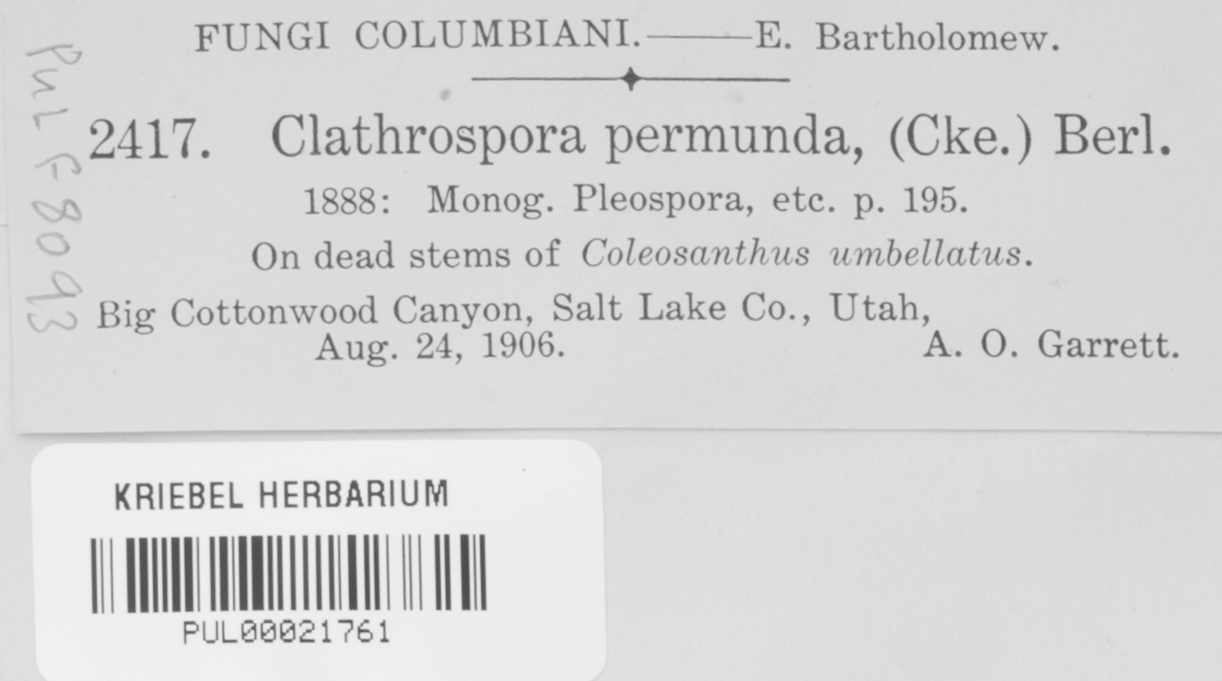 FUNGI COLUMBIANI.——E. Bartholomew.
2417. Clathrospora permunda, (Cke.) Berl.
1888: Monog. Pleospora, etc. p. 195.
On dead stems of Coleosanthus umbellatus.
Big Cottonwood Canyon, Salt Lake Co., Utah,
Aug. 24, 1906. A. O. Garrett.
PUL F8093
KRIEBEL HERBARIUM
PUL00021761